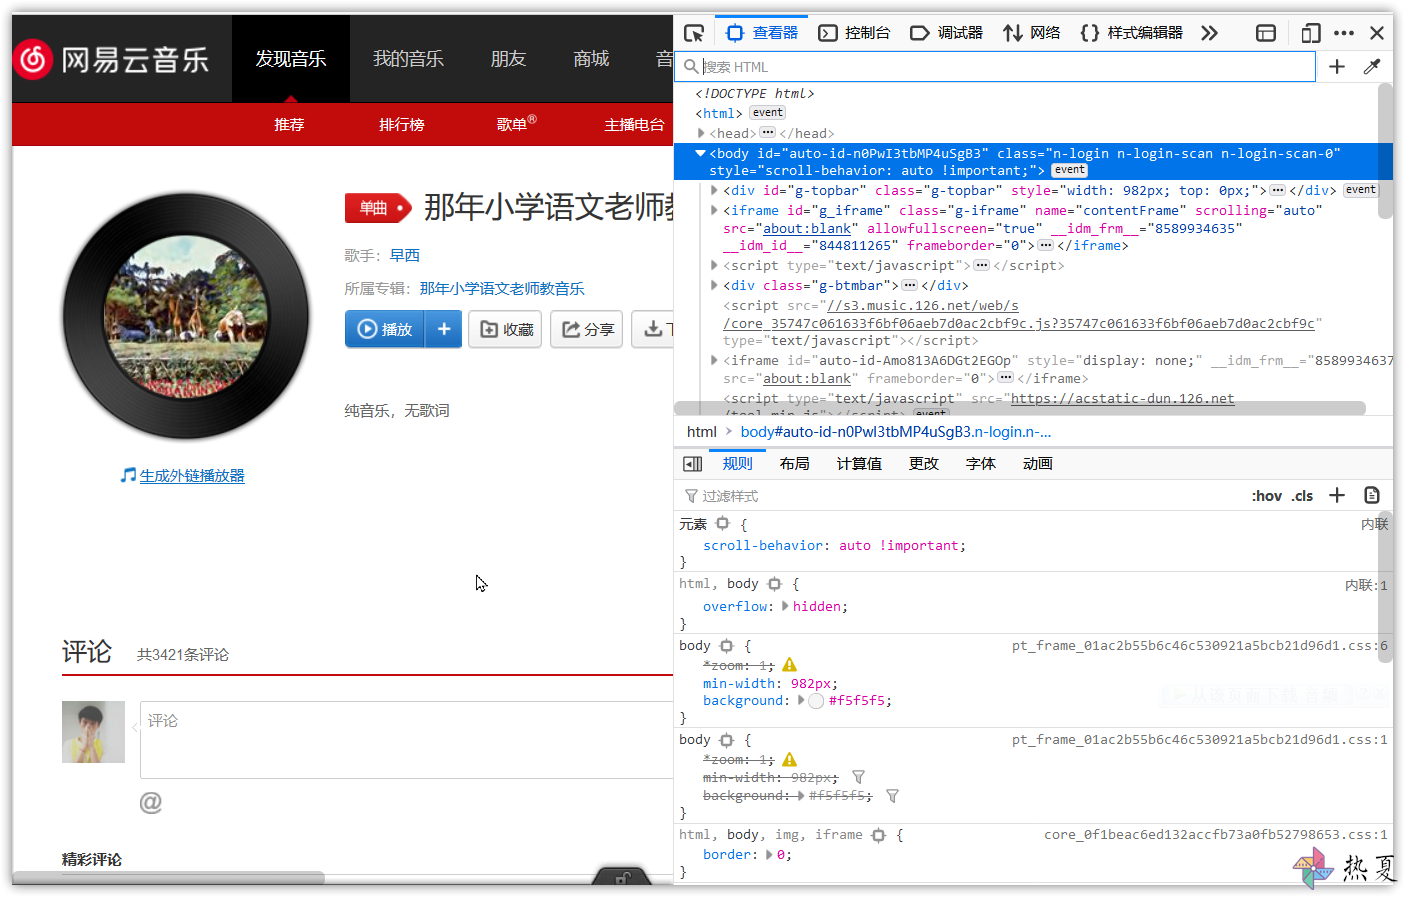 网易云音乐
发现音乐 我的音乐 朋友 商城 音
推荐 排行榜 歌单® 主播电台
单曲 那年小学语文老师教
歌手：早西
所属专辑：那年小学语文老师教音乐
播放 + 收藏 分享 下
纯音乐，无歌词
生成外链播放器
评论 共3421条评论
评论
@
精彩评论
查看器 控制台 调试器 网络 {} 样式编辑器
搜索 HTML
<!DOCTYPE html>
<html> event
<head> ••• </head>
<body id="auto-id-n0PwI3tbMP4uSgB3" class="n-login n-login-scan n-login-scan-0"
style="scroll-behavior: auto !important;"> event
<div id="g-topbar" class="g-topbar" style="width: 982px; top: 0px;"> ••• </div> event
<iframe id="g_iframe" class="g-iframe" name="contentFrame" scrolling="auto"
src="about:blank" allowfullscreen="true" __idm_frm__="8589934635"
__idm_id__="844811265" frameborder="0"> ••• </iframe>
<script type="text/javascript"> ••• </script>
<div class="g-btmbar"> ••• </div>
<script src="//s3.music.126.net/web/s
/core_35747c061633f6bf06aeb7d0ac2cbf9c.js?35747c061633f6bf06aeb7d0ac2cbf9c"
type="text/javascript"></script>
<iframe id="auto-id-Amo813A6DGt2EGOp" style="display: none;" __idm_frm__="8589934637
src="about:blank" frameborder="0"> ••• </iframe>
<script type="text/javascript" src="https://acstatic-dun.126.net
/tool.min.js"></script> event
html > body#auto-id-n0PwI3tbMP4uSgB3.n-login.n-...
规则 布局 计算值 更改 字体 动画
过滤样式 :hov .cls +
元素 { 内联
scroll-behavior: auto !important;
}
html, body { 内联:1
overflow: hidden;
}
body { pt_frame_01ac2b55b6c46c530921a5bcb21d96d1.css:6
*zoom: 1;
min-width: 982px;
background: #f5f5f5;
}
body { pt_frame_01ac2b55b6c46c530921a5bcb21d96d1.css:1
*zoom: 1;
min-width: 982px;
background: #f5f5f5;
}
html, body, img, iframe { core_0f1beac6ed132accfb73a0fb52798653.css:1
border: 0;
}
热夏